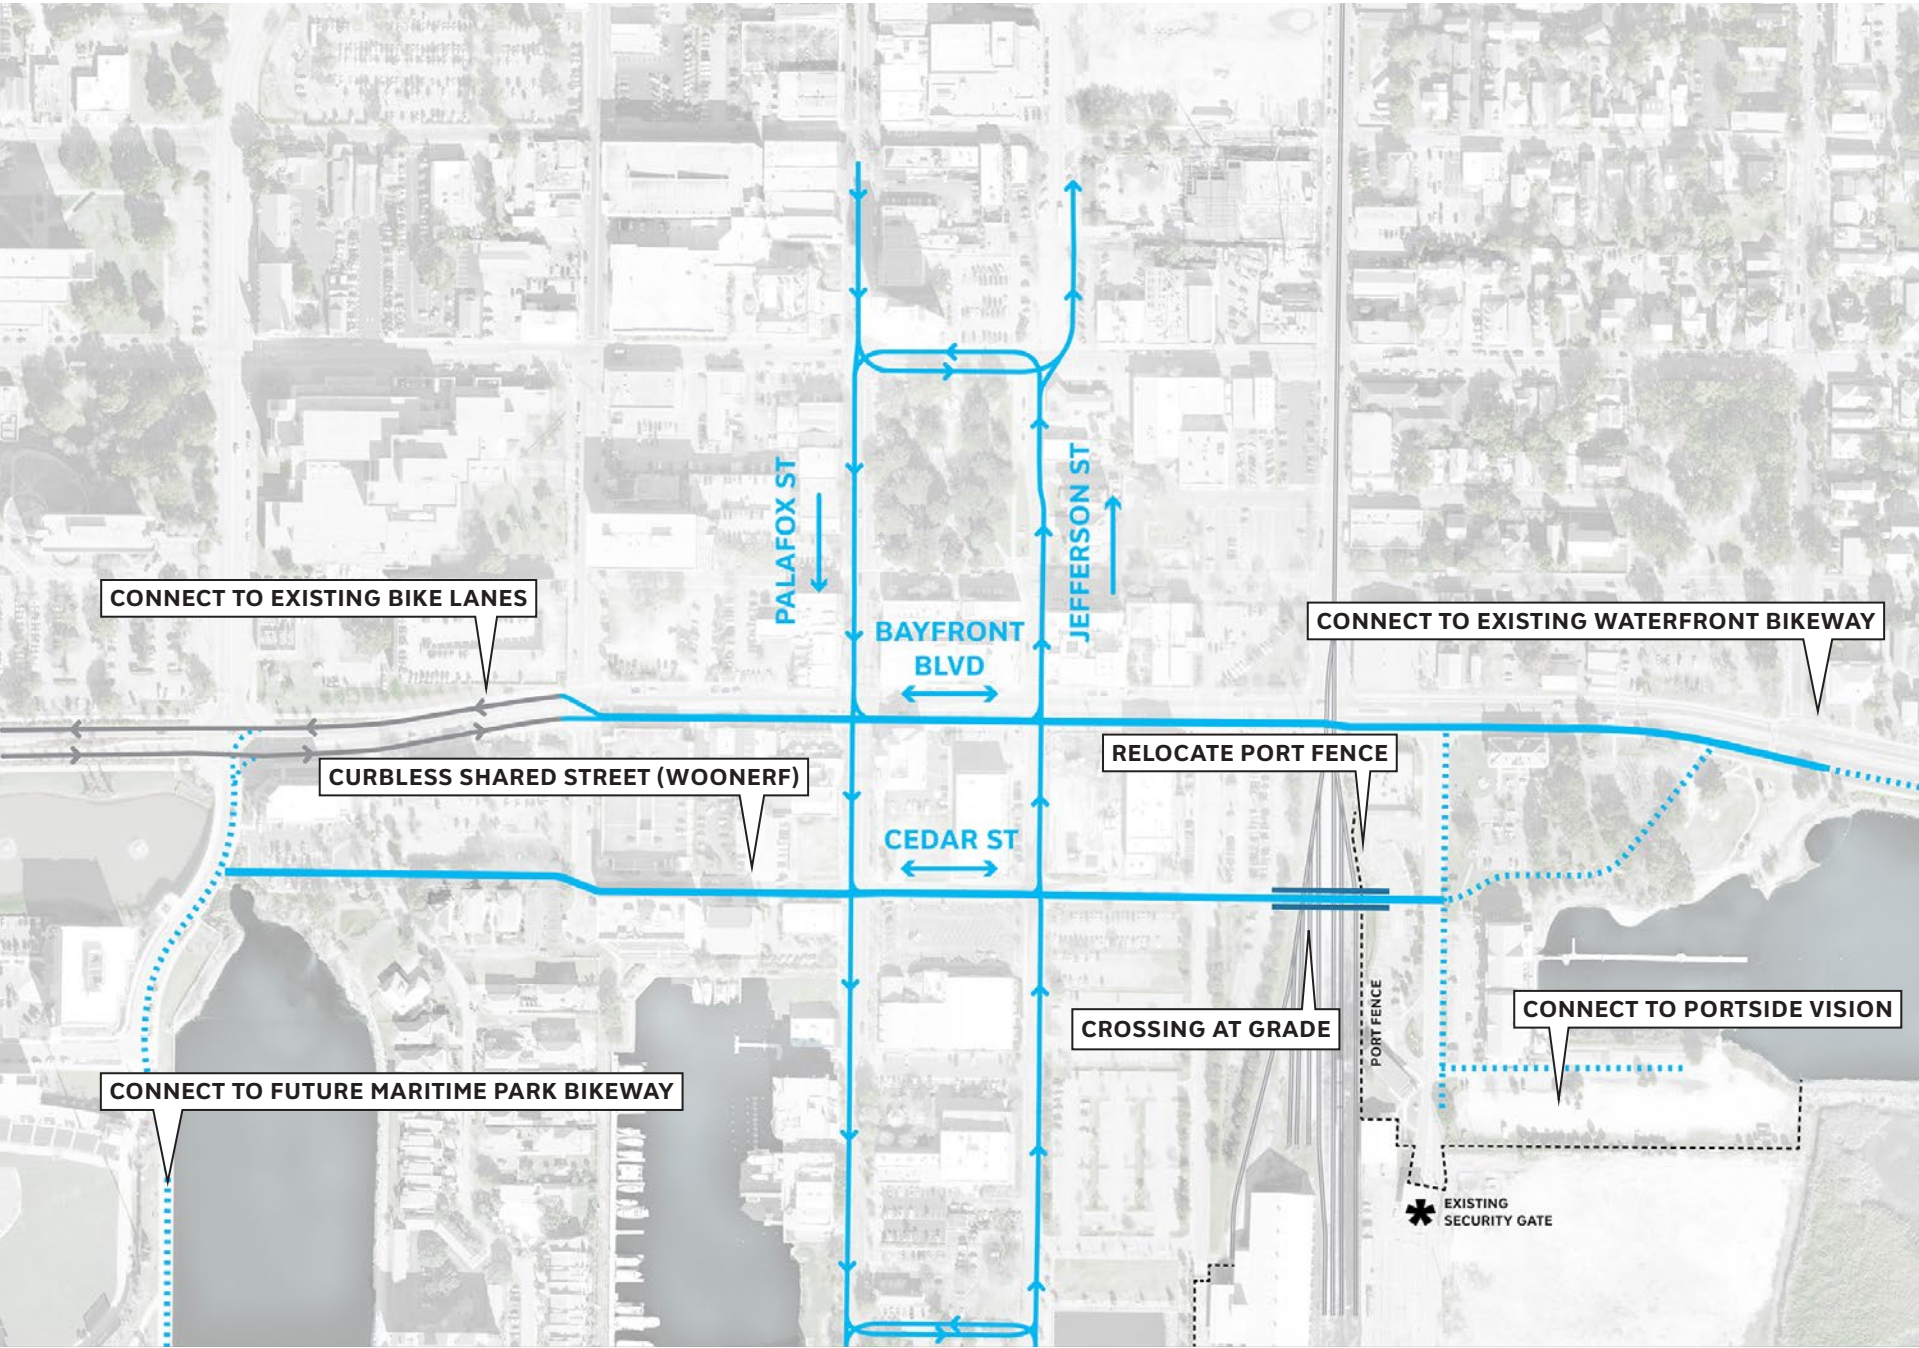 PALAFOX ST
JEFFERSON ST
CONNECT TO EXISTING BIKE LANES
CONNECT TO EXISTING WATERFRONT BIKEWAY
BAYFRONT
BLVD
RELOCATE PORT FENCE
CURBLESS SHARED STREET (WOONERF)
CEDAR ST
CONNECT TO PORTSIDE VISION
CROSSING AT GRADE
PORT FENCE
CONNECT TO FUTURE MARITIME PARK BIKEWAY
EXISTING
SECURITY GATE